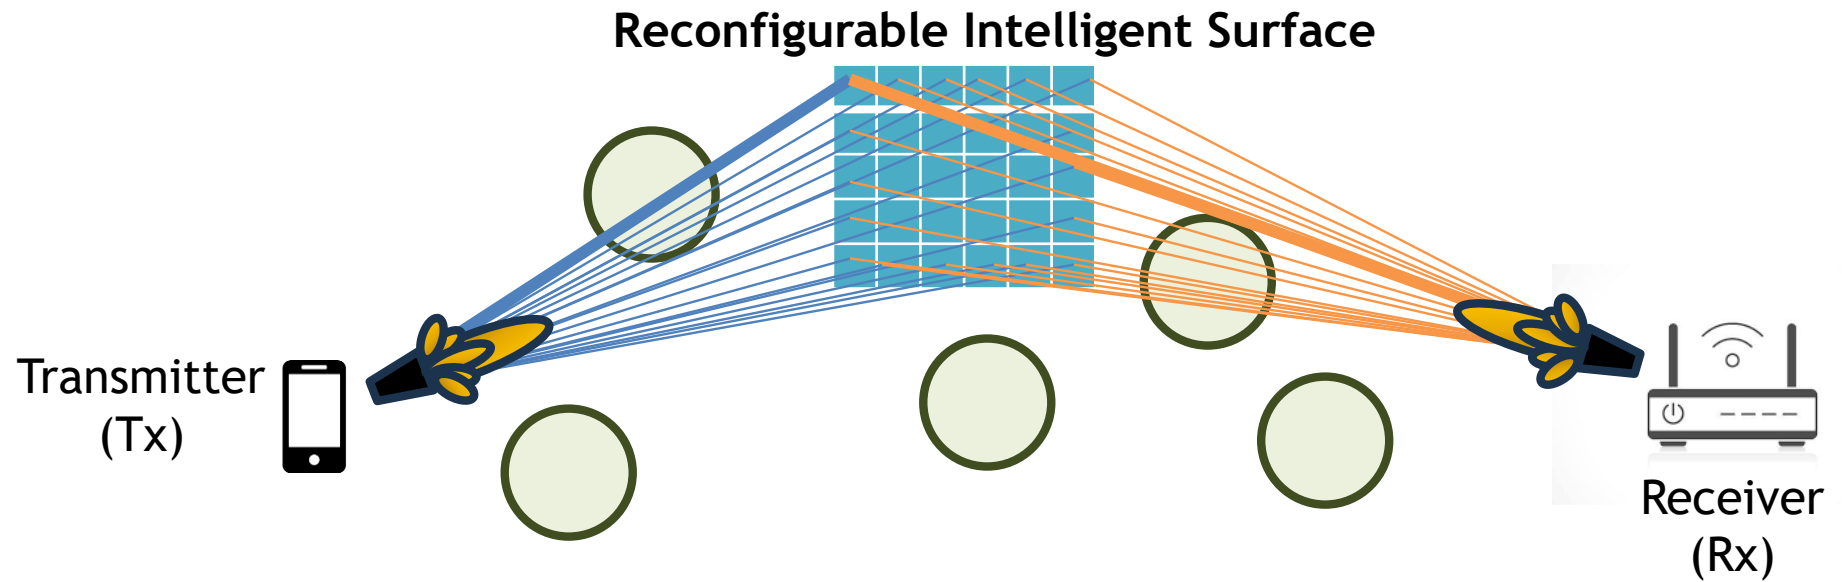 Reconfigurable Intelligent Surface
Transmitter
(Tx)
Receiver
(Rx)